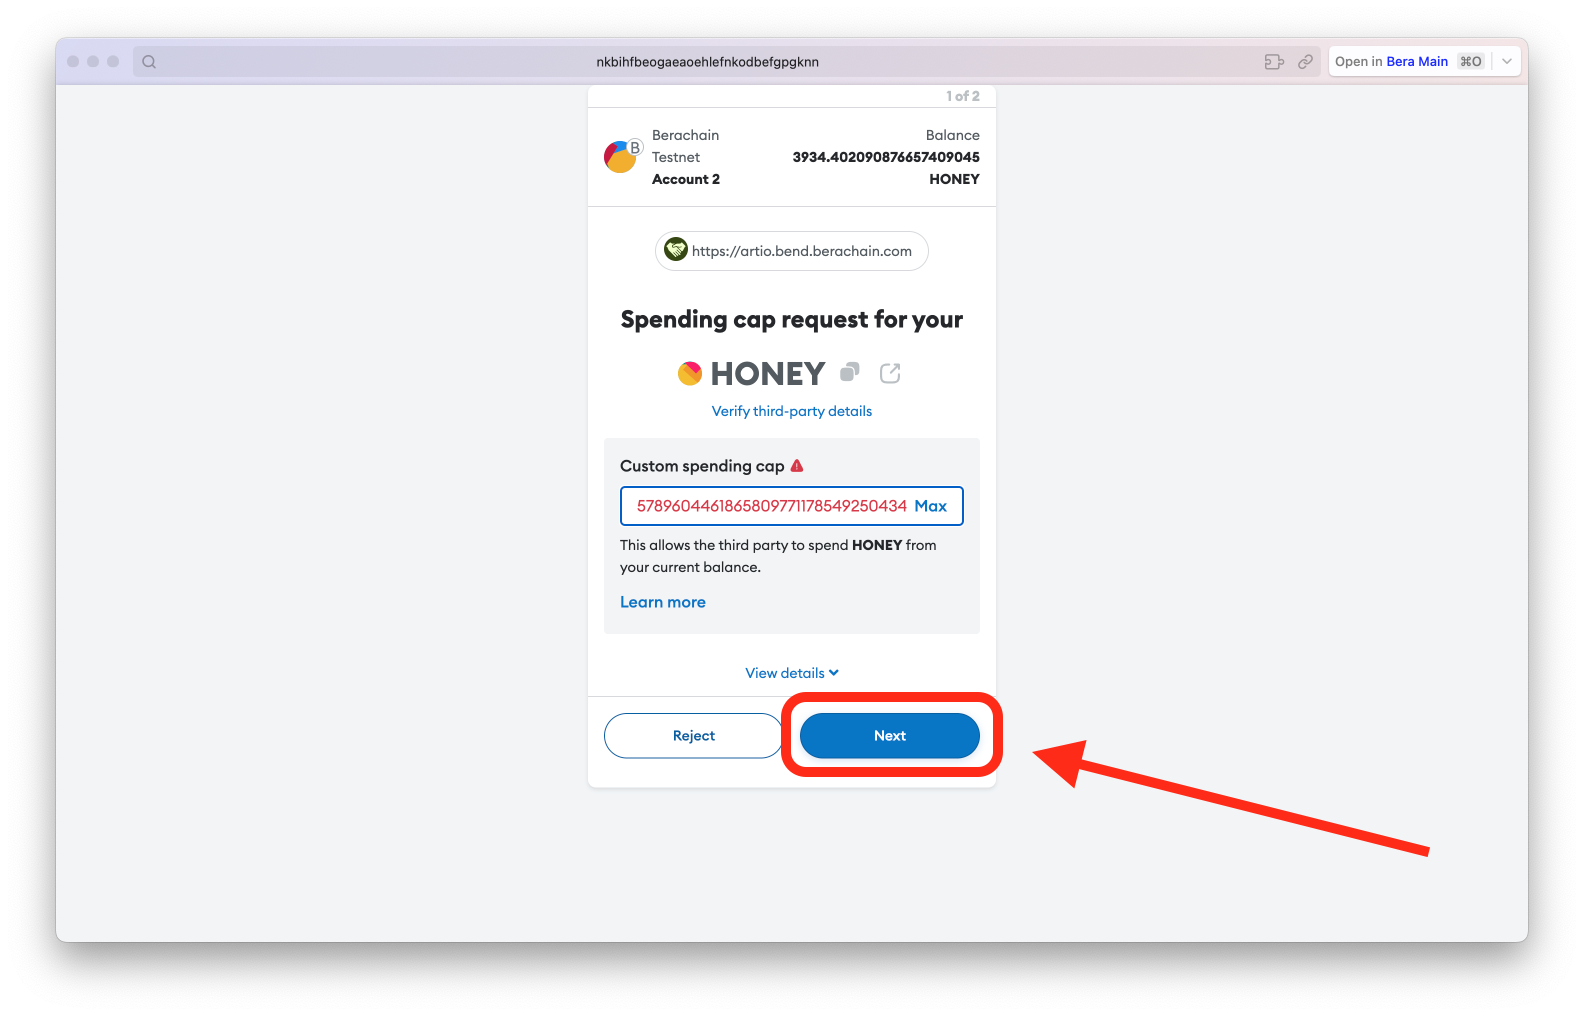 nkbihfbeogaeaoehlefnkodbefgpgknn
Open in Bera Main ⌘O
1 of 2
Berachain Testnet
Account 2
B
Balance
3934.402090876657409045
HONEY
https://artio.bend.berachain.com
Spending cap request for your
HONEY
Verify third-party details
Custom spending cap
5789604461865809771178549250434 Max
This allows the third party to spend HONEY from
your current balance.
Learn more
View details
Reject
Next